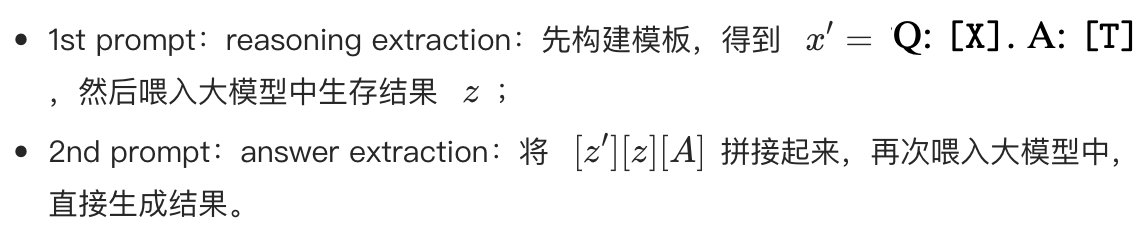 • 1st prompt：reasoning extraction：先构建模板，得到 x′ = Q: [X]. A: [T]
，然后喂入大模型中生存结果 z ；
• 2nd prompt：answer extraction：将 [z′][z][A] 拼接起来，再次喂入大模型中，
直接生成结果。